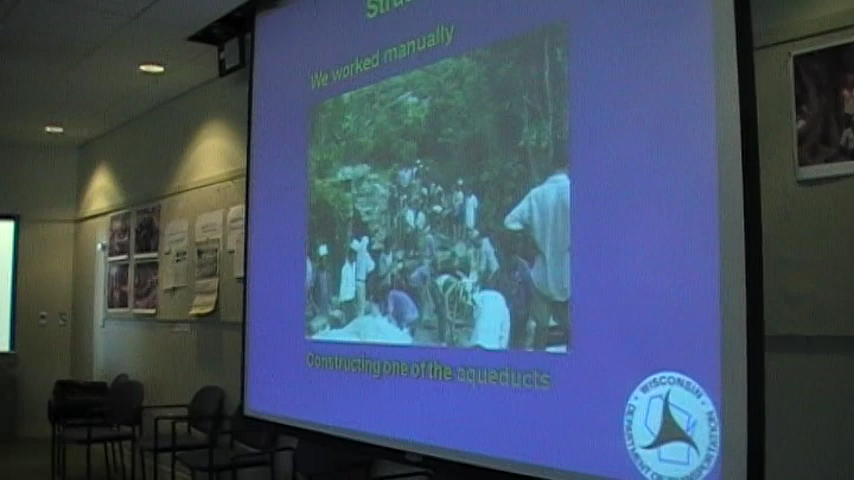 We worked manually
Constructing one of the aqueducts
WISCONSIN
DEPARTMENT OF TRANSPORTATION